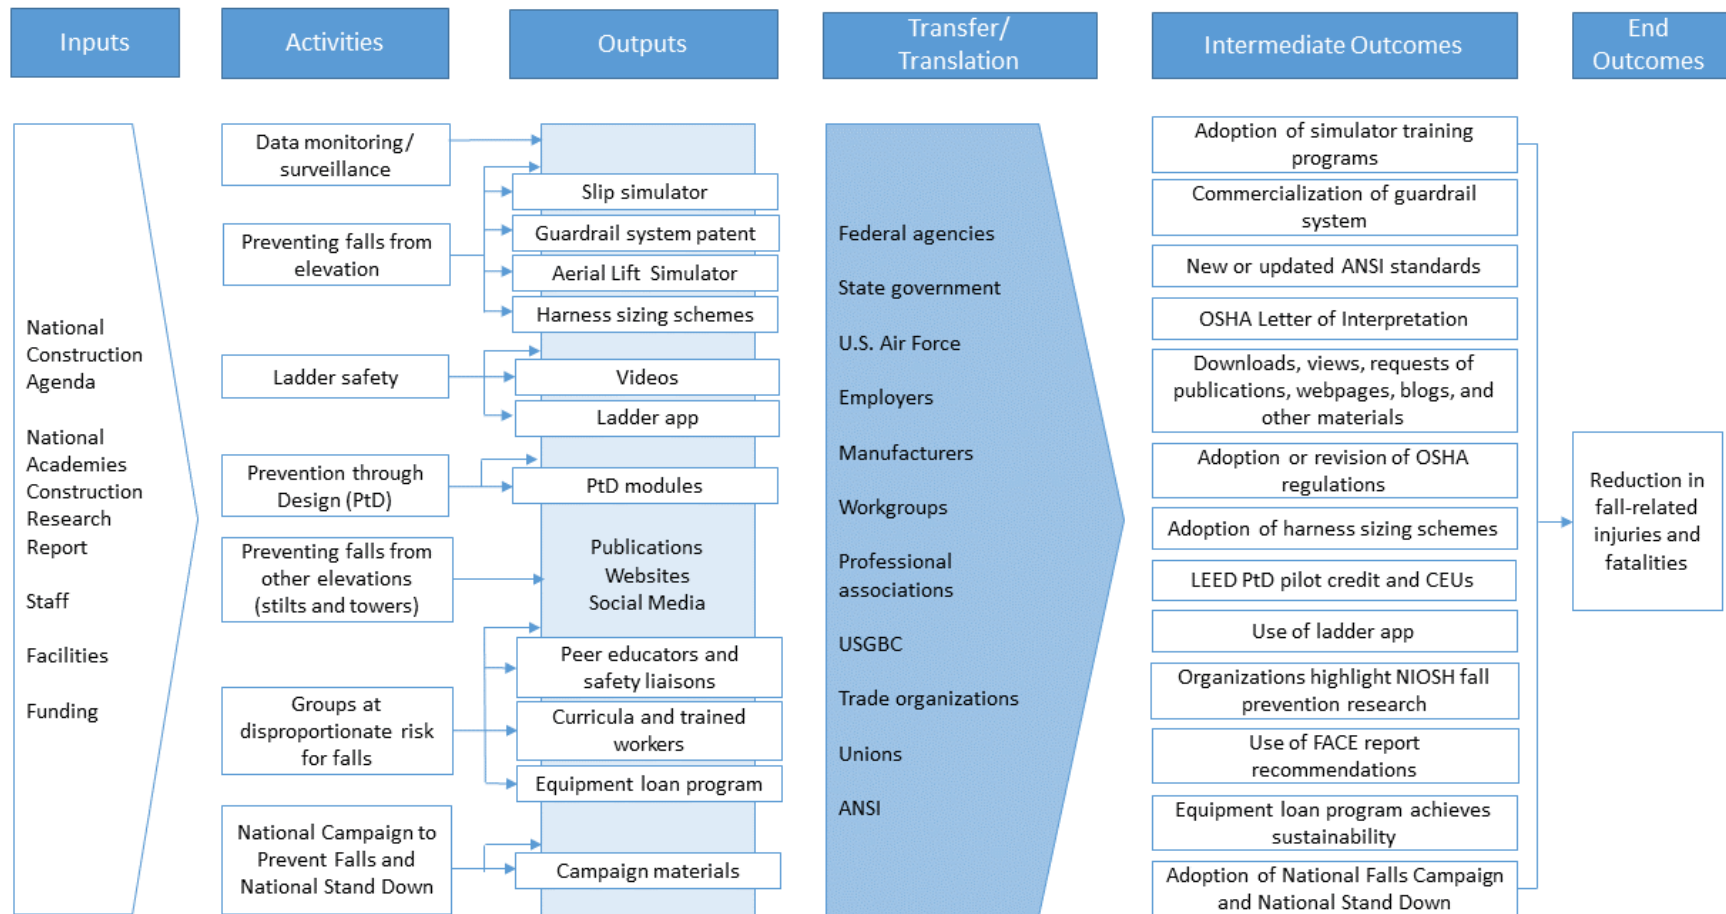 Inputs
Activities
Outputs
Transfer/
Translation
Intermediate Outcomes
End
Outcomes
National
Construction
Agenda
National
Academies
Construction
Research
Report
Staff
Facilities
Funding
Data monitoring/
surveillance
Preventing falls from
elevation
Ladder safety
Prevention through
Design (PtD)
Preventing falls from
other elevations
(stilts and towers)
Groups at
disproportionate risk
for falls
National Campaign to
Prevent Falls and
National Stand Down
Slip simulator
Guardrail system patent
Aerial Lift Simulator
Harness sizing schemes
Videos
Ladder app
PtD modules
Publications
Websites
Social Media
Peer educators and
safety liaisons
Curricula and trained
workers
Equipment loan program
Campaign materials
Federal agencies
State government
U.S. Air Force
Employers
Manufacturers
Workgroups
Professional
associations
USGBC
Trade organizations
Unions
ANSI
Adoption of simulator training
programs
Commercialization of guardrail
system
New or updated ANSI standards
OSHA Letter of Interpretation
Downloads, views, requests of
publications, webpages, blogs, and
other materials
Adoption or revision of OSHA
regulations
Adoption of harness sizing schemes
LEED PtD pilot credit and CEUs
Use of ladder app
Organizations highlight NIOSH fall
prevention research
Use of FACE report
recommendations
Equipment loan program achieves
sustainability
Adoption of National Falls Campaign
and National Stand Down
Reduction in
fall-related
injuries and
fatalities